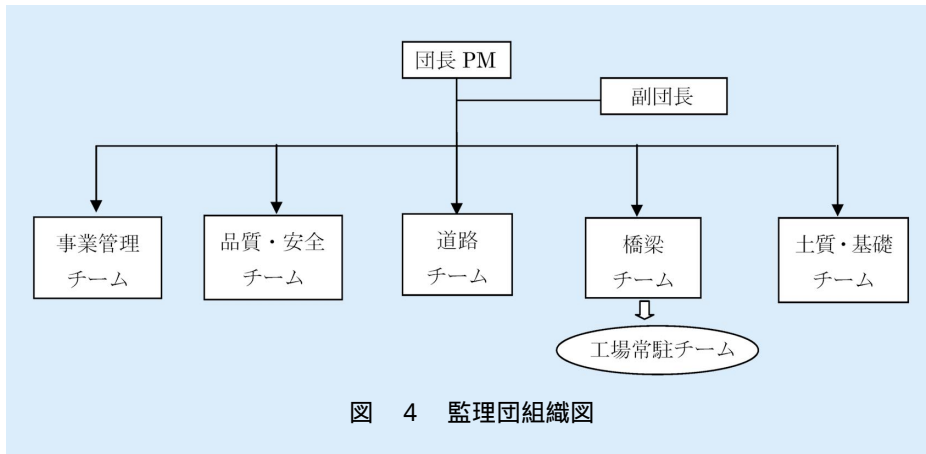 団長 PM
副団長
事業管理
チーム
品質・安全
チーム
道路
チーム
橋梁
チーム
土質・基礎
チーム
工場常駐チーム
図 4 監理団組織図